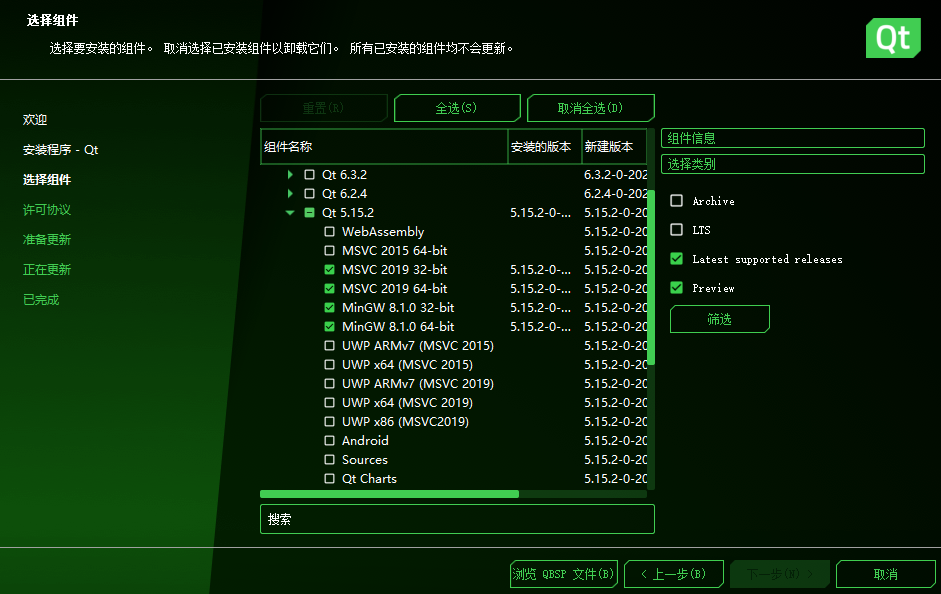 选择组件
选择要安装的组件。 取消选择已安装组件以卸载它们。 所有已安装的组件均不会更新。
Qt
欢迎
安装程序 - Qt
选择组件
许可协议
准备更新
正在更新
已完成
重置(R) 全选(S) 取消全选(D)
组件名称 安装的版本 新建版本
Qt 6.3.2 6.3.2-0-202
Qt 6.2.4 6.2.4-0-202
Qt 5.15.2 5.15.2-0-... 5.15.2-0-20
WebAssembly 5.15.2-0-20
MSVC 2015 64-bit 5.15.2-0-20
MSVC 2019 32-bit 5.15.2-0-... 5.15.2-0-20
MSVC 2019 64-bit 5.15.2-0-... 5.15.2-0-20
MinGW 8.1.0 32-bit 5.15.2-0-... 5.15.2-0-20
MinGW 8.1.0 64-bit 5.15.2-0-... 5.15.2-0-20
UWP ARMv7 (MSVC 2015) 5.15.2-0-20
UWP x64 (MSVC 2015) 5.15.2-0-20
UWP ARMv7 (MSVC 2019) 5.15.2-0-20
UWP x64 (MSVC 2019) 5.15.2-0-20
UWP x86 (MSVC2019) 5.15.2-0-20
Android 5.15.2-0-20
Sources 5.15.2-0-20
Qt Charts 5.15.2-0-20
搜索
组件信息
选择类别
Archive
LTS
Latest supported releases
Preview
筛选
浏览 QBSP 文件(B) < 上一步(B) 下一步(N) > 取消